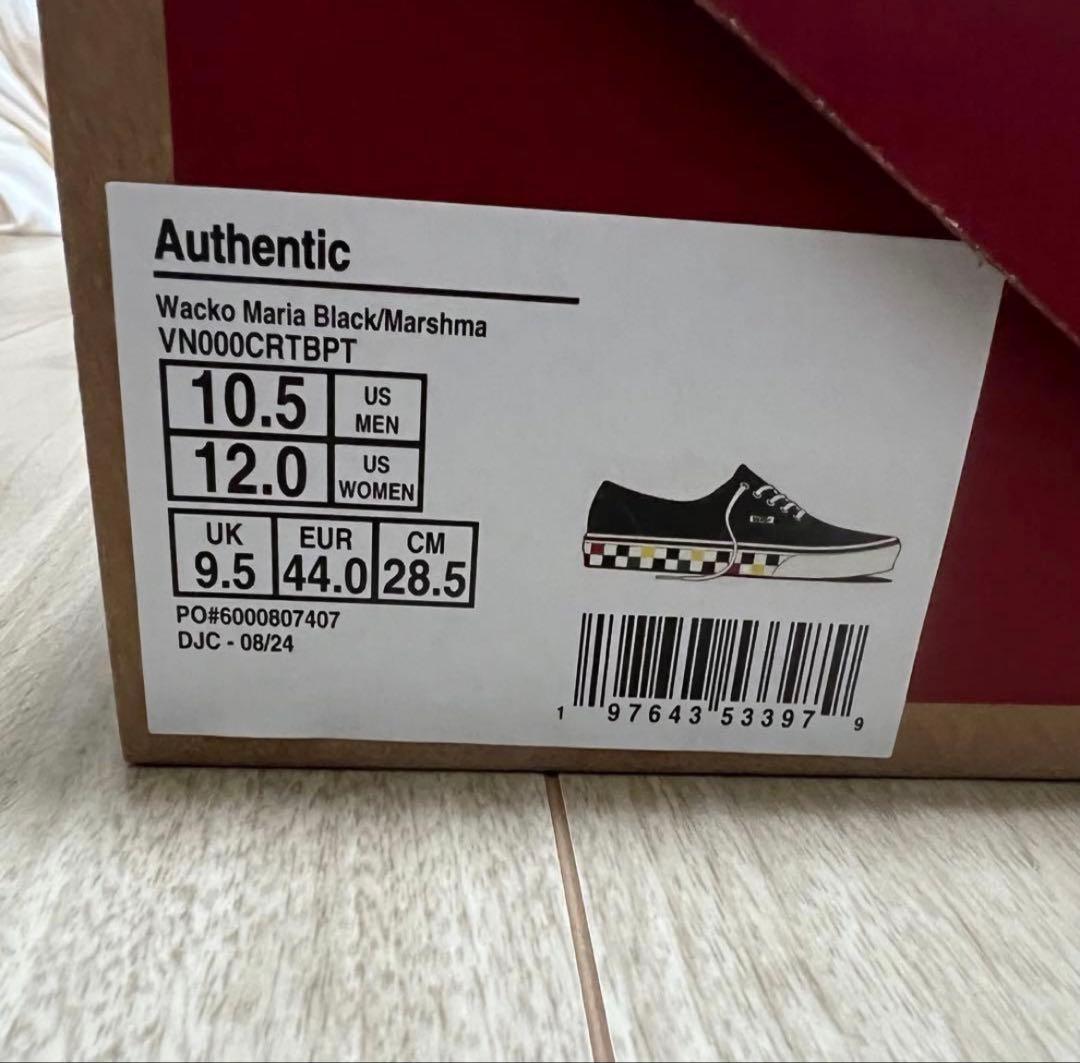 Authentic
Wacko Maria Black/Marshma
VN000CRTBPT
10.5 US MEN
12.0 US WOMEN
UK EUR CM
9.5 44.0 28.5
PO#6000807407
DJC - 08/24
1 97643 53397 9